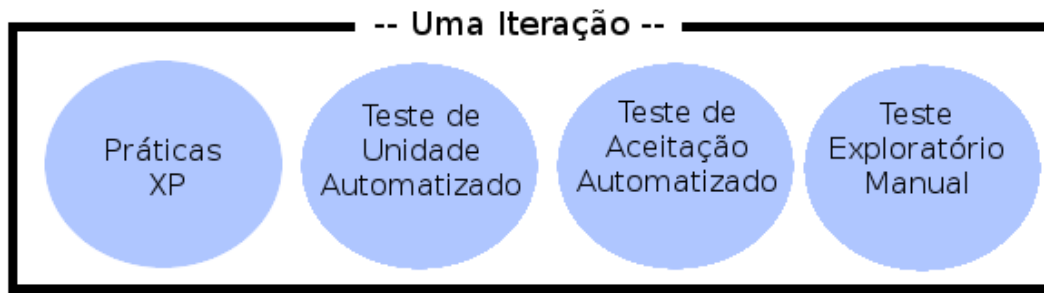 -- Uma Iteração --
Práticas
XP
Teste de
Unidade
Automatizado
Teste de
Aceitação
Automatizado
Teste
Exploratório
Manual